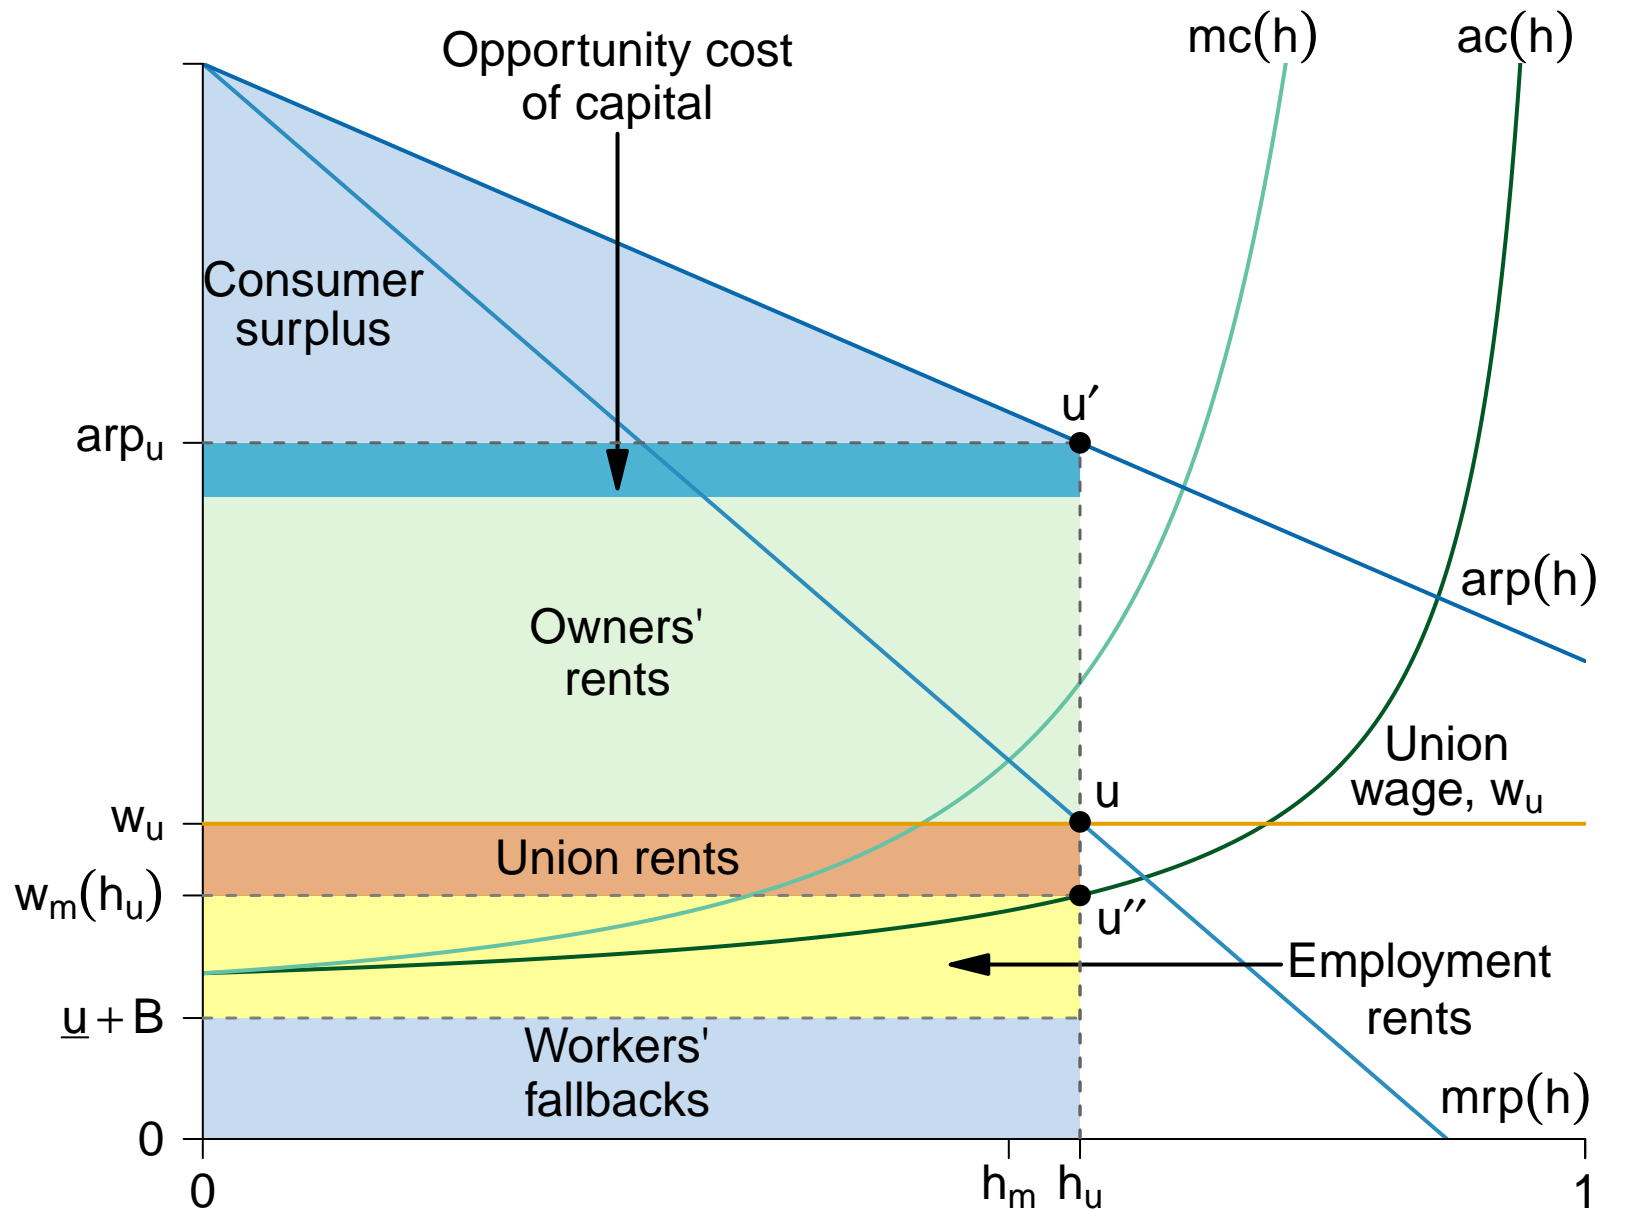 mc(h)
ac(h)
Opportunity cost
of capital
Consumer
surplus
u′
arpᵤ
arp(h)
Owners'
rents
Union
wage, wᵤ
u
wᵤ
Union rents
wₘ(hᵤ)
u″
Employment
rents
u̲ + B
Workers'
fallbacks
mrp(h)
0
0
hₘ
hᵤ
1